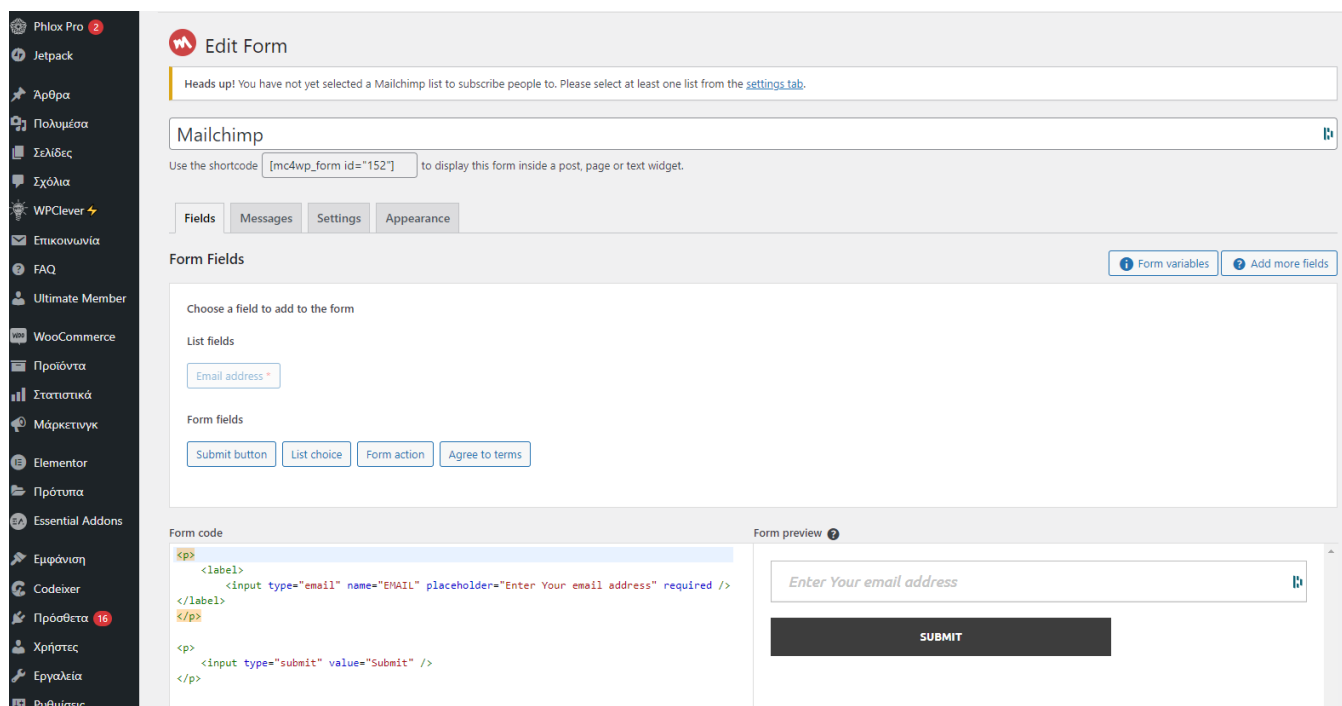 Phlox Pro 2
Jetpack
Άρθρα
Πολυμέσα
Σελίδες
Σχόλια
WPClever
Επικοινωνία
FAQ
Ultimate Member
WooCommerce
Προϊόντα
Στατιστικά
Μάρκετινγκ
Elementor
Πρότυπα
Essential Addons
Εμφάνιση
Codeixer
Πρόσθετα 16
Χρήστες
Εργαλεία
Ρυθμίσεις
Edit Form
Heads up! You have not yet selected a Mailchimp list to subscribe people to. Please select at least one list from the settings tab.
Mailchimp
Use the shortcode [mc4wp_form id="152"] to display this form inside a post, page or text widget.
Fields Messages Settings Appearance
Form Fields
Form variables Add more fields
Choose a field to add to the form
List fields
Email address *
Form fields
Submit button List choice Form action Agree to terms
Form code
<p>
<label>
<input type="email" name="EMAIL" placeholder="Enter Your email address" required />
</label>
</p>
<p>
<input type="submit" value="Submit" />
</p>
Form preview
Enter Your email address
SUBMIT